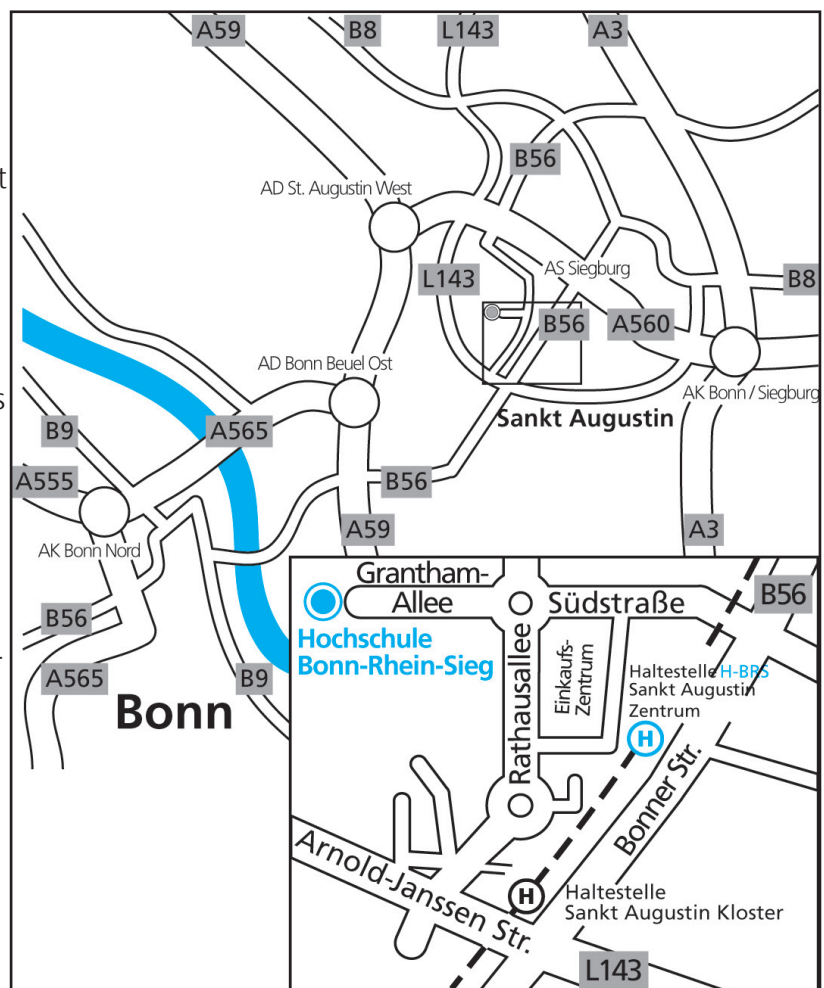 A59
B8
L143
A3
B56
t
AD St. Augustin West
AS Siegburg
L143
B8
B56
A560
AD Bonn Beuel Ost
AK Bonn / Siegburg
s
Sankt Augustin
B9
A565
A555
B56
A59
A3
AK Bonn Nord
B56
A565
B9
Bonn
Grantham-
Allee
Südstraße
B56
Hochschule
Bonn-Rhein-Sieg
Rathausallee
Einkaufs-
Zentrum
Haltestelle H-BRS
Sankt Augustin
Zentrum
H
Bonner Str.
Arnold-Janssen Str.
H
Haltestelle
Sankt Augustin Kloster
L143